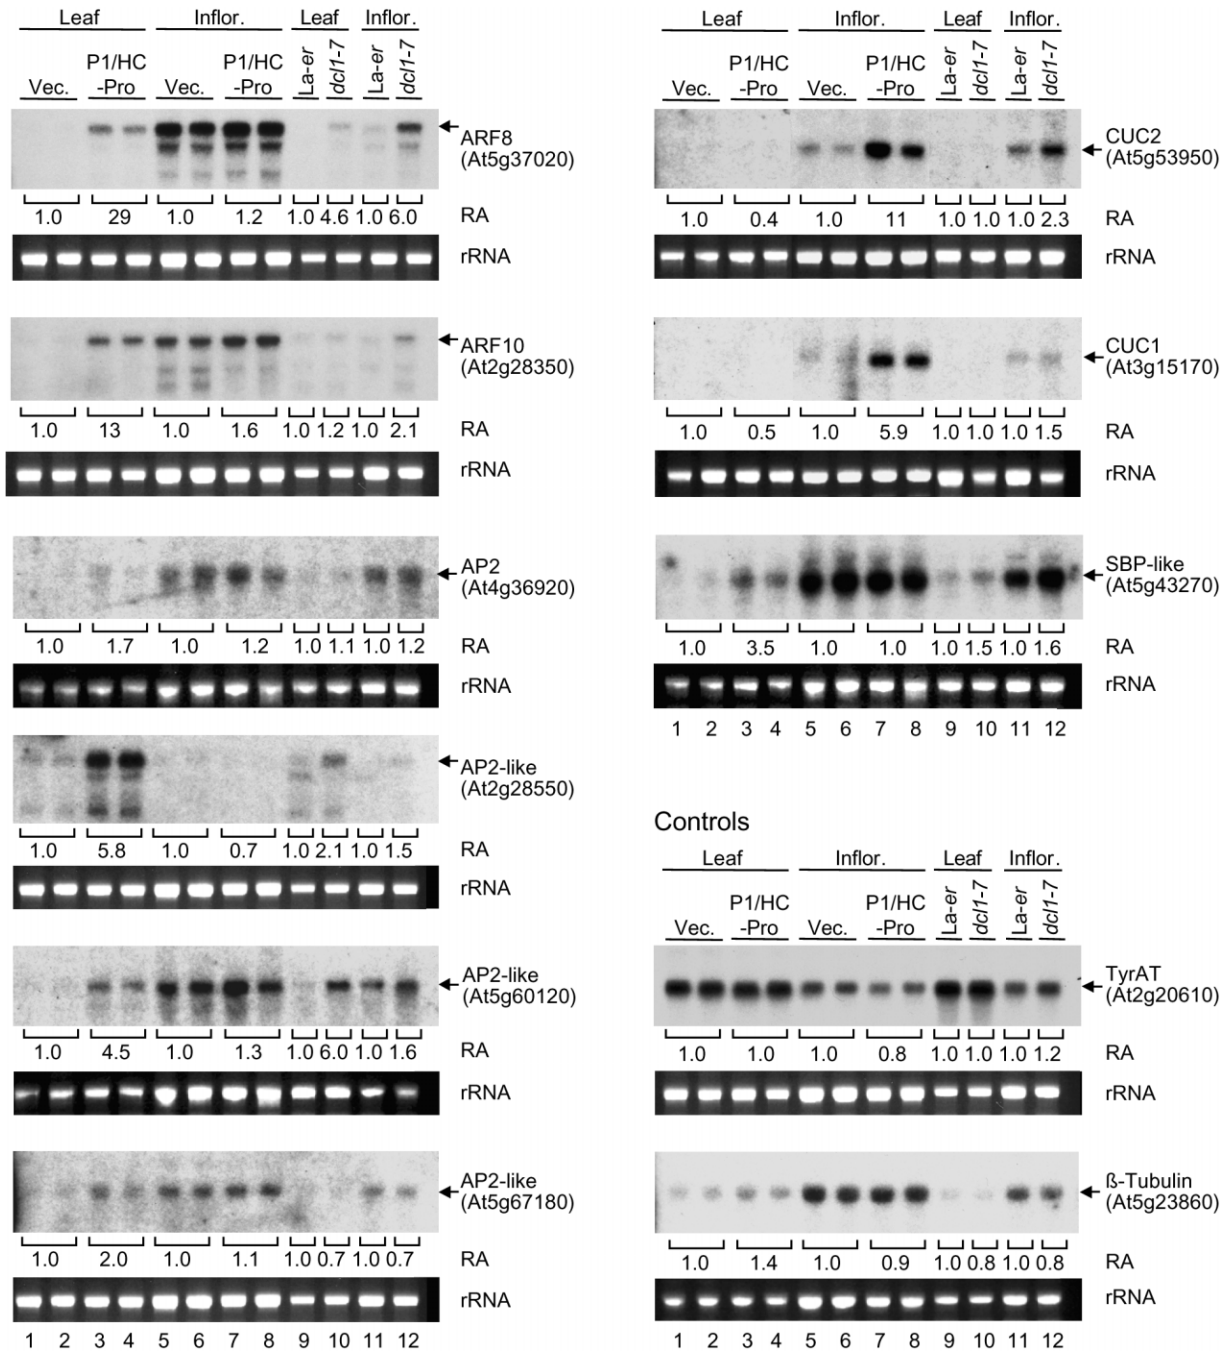 Leaf Inflor. Leaf Inflor.
Vec. P1/HC-Pro Vec. P1/HC-Pro La-er dcl1-7 La-er dcl1-7
ARF8
(At5g37020)
1.0 29 1.0 1.2 1.0 4.6 1.0 6.0 RA
rRNA
ARF10
(At2g28350)
1.0 13 1.0 1.6 1.0 1.2 1.0 2.1 RA
rRNA
AP2
(At4g36920)
1.0 1.7 1.0 1.2 1.0 1.1 1.0 1.2 RA
rRNA
AP2-like
(At2g28550)
1.0 5.8 1.0 0.7 1.0 2.1 1.0 1.5 RA
rRNA
AP2-like
(At5g60120)
1.0 4.5 1.0 1.3 1.0 6.0 1.0 1.6 RA
rRNA
AP2-like
(At5g67180)
1.0 2.0 1.0 1.1 1.0 0.7 1.0 0.7 RA
rRNA
1 2 3 4 5 6 7 8 9 10 11 12
Leaf Inflor. Leaf Inflor.
Vec. P1/HC-Pro Vec. P1/HC-Pro La-er dcl1-7 La-er dcl1-7
CUC2
(At5g53950)
1.0 0.4 1.0 11 1.0 1.0 1.0 2.3 RA
rRNA
CUC1
(At3g15170)
1.0 0.5 1.0 5.9 1.0 1.0 1.0 1.5 RA
rRNA
SBP-like
(At5g43270)
1.0 3.5 1.0 1.0 1.0 1.5 1.0 1.6 RA
rRNA
1 2 3 4 5 6 7 8 9 10 11 12
Controls
Leaf Inflor. Leaf Inflor.
Vec. P1/HC-Pro Vec. P1/HC-Pro La-er dcl1-7 La-er dcl1-7
TyrAT
(At2g20610)
1.0 1.0 1.0 0.8 1.0 1.0 1.0 1.2 RA
rRNA
ß-Tubulin
(At5g23860)
1.0 1.4 1.0 0.9 1.0 0.8 1.0 0.8 RA
rRNA
1 2 3 4 5 6 7 8 9 10 11 12